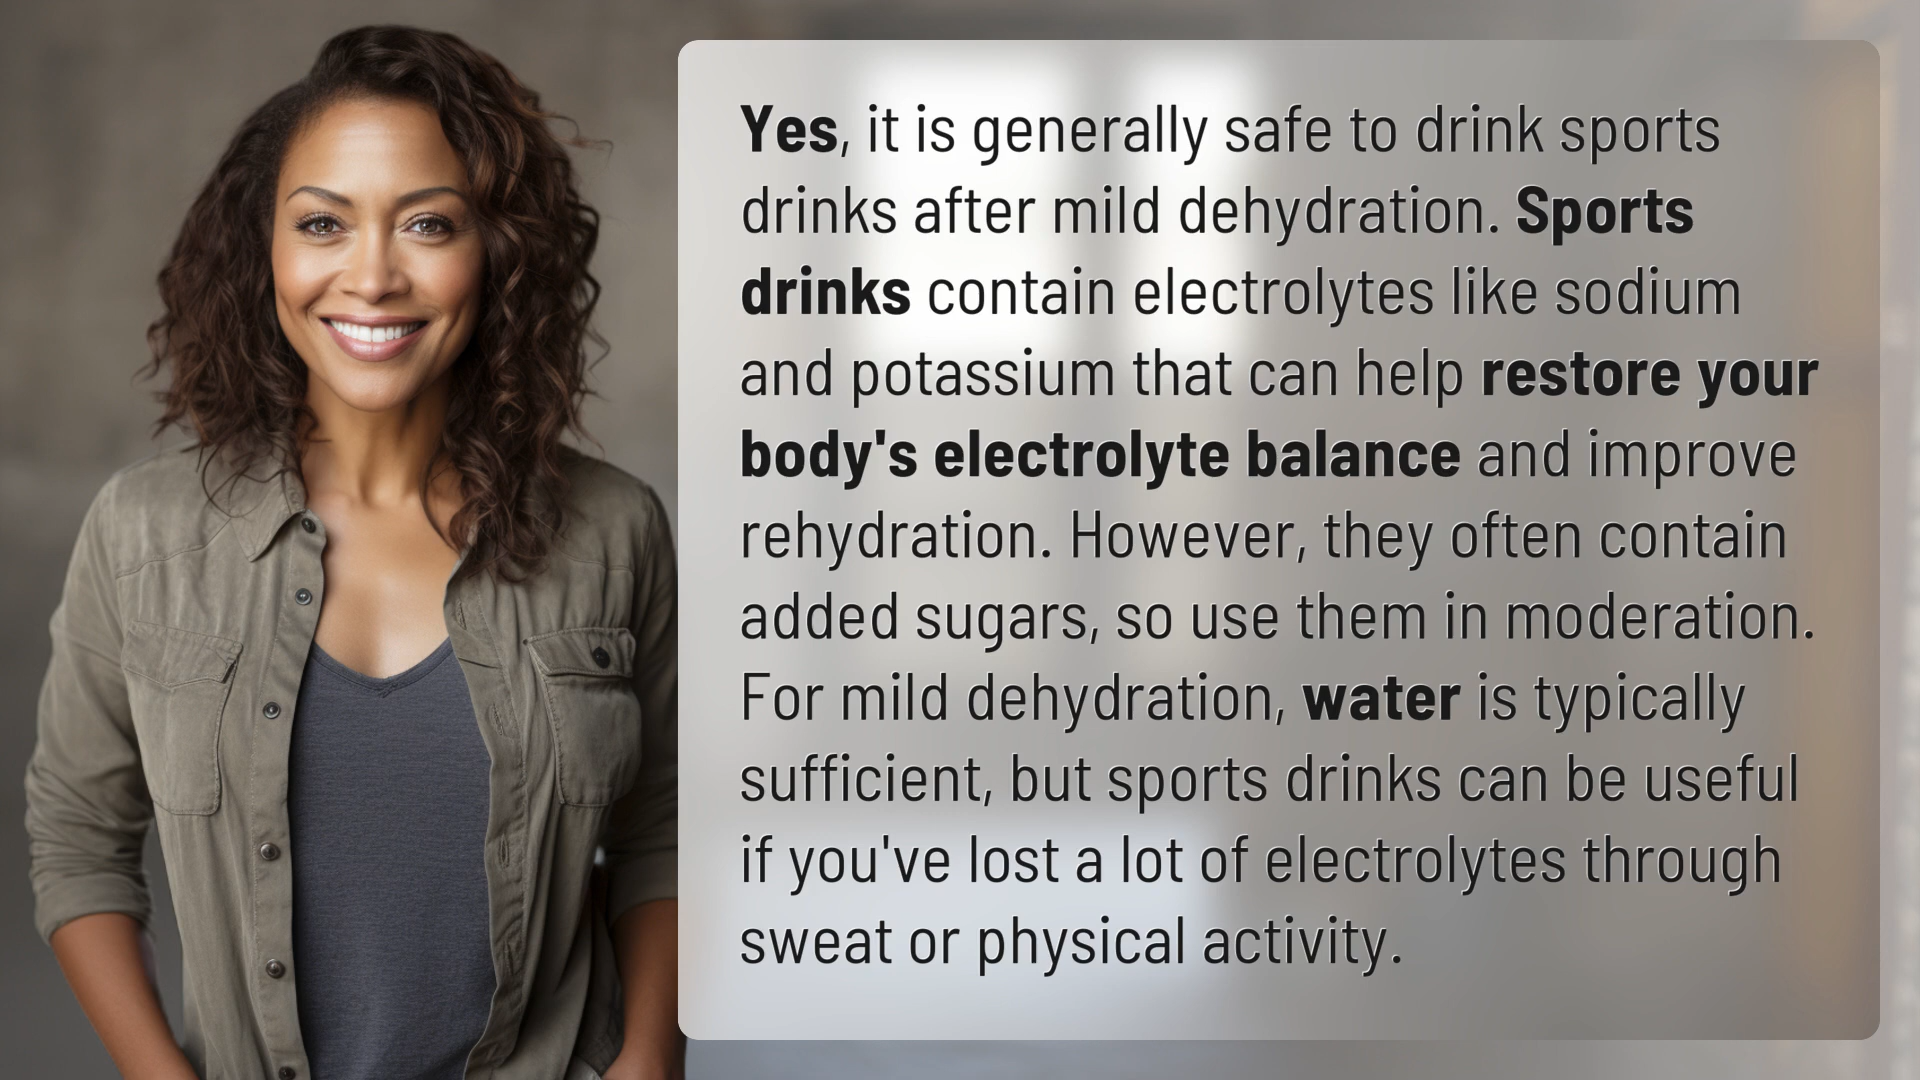 Yes, it is generally safe to drink sports
drinks after mild dehydration. Sports
drinks contain electrolytes like sodium
and potassium that can help restore your
body's electrolyte balance and improve
rehydration. However, they often contain
added sugars, so use them in moderation.
For mild dehydration, water is typically
sufficient, but sports drinks can be useful
if you've lost a lot of electrolytes through
sweat or physical activity.